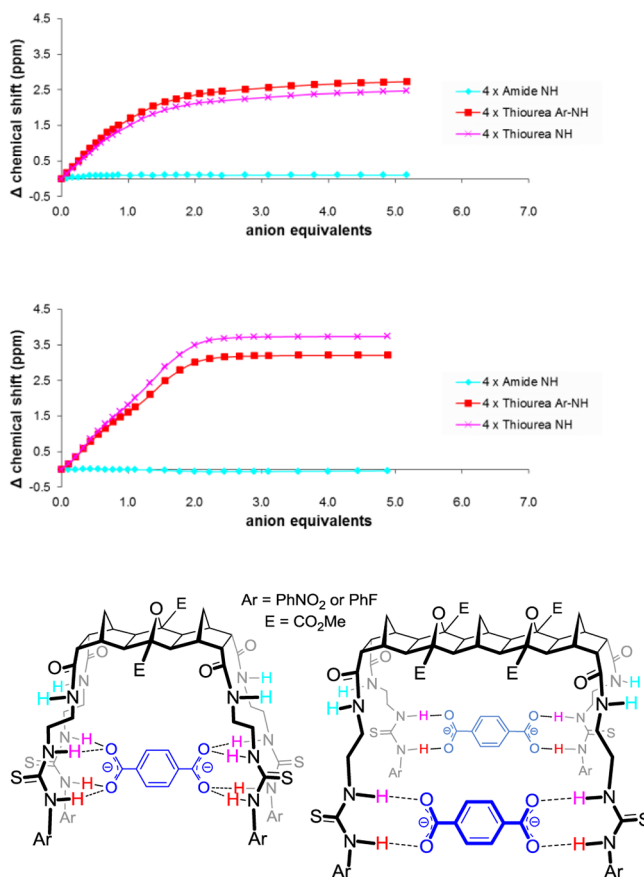 Δ chemical shift (ppm)
4.5
3.5
2.5
1.5
0.5
-0.5
0.0 1.0 2.0 3.0 4.0 5.0 6.0 7.0
anion equivalents
4 x Amide NH
4 x Thiourea Ar-NH
4 x Thiourea NH
Δ chemical shift (ppm)
4.5
3.5
2.5
1.5
0.5
-0.5
0.0 1.0 2.0 3.0 4.0 5.0 6.0 7.0
anion equivalents
4 x Amide NH
4 x Thiourea Ar-NH
4 x Thiourea NH
Ar = PhNO2 or PhF
E = CO2Me
E
O
E
O
O
O
O
H N
N H
H N
N H
N H
H N
N H
H N
O
O
O
O
⊖
⊖
S
S
S
S
N H
H N
N H
H N
Ar
Ar
Ar
Ar
E
E
O
O
E
E
O
O
O
O
H N
N H
H N
N H
N H
O
O
O
O
H N
S
N H
⊖
⊖
H N
S
Ar
Ar
N H
O
O
H N
S
N H
O
⊖
⊖
O
H N
S
Ar
Ar